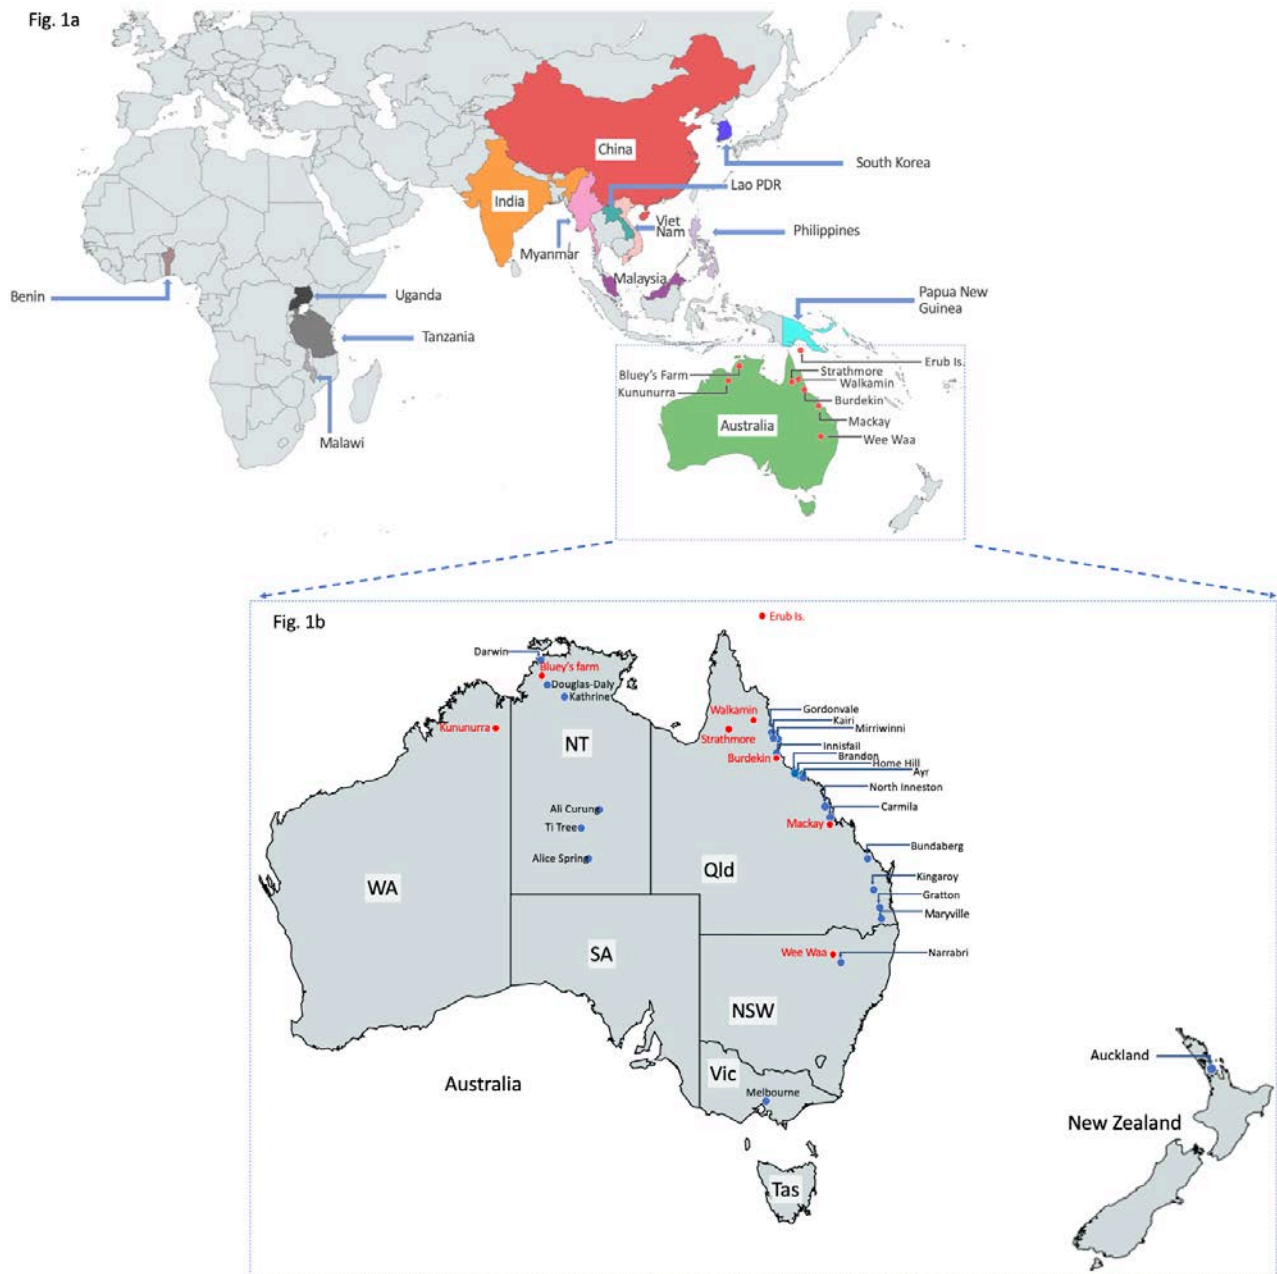 Fig. 1a
China
South Korea
Lao PDR
India
Viet
Nam
Philippines
Myanmar
Malaysia
Benin
Uganda
Papua New
Guinea
Tanzania
Erub Is.
Bluey's Farm
Strathmore
Kununurra
Walkamin
Burdekin
Mackay
Australia
Wee Waa
Malawi
Fig. 1b
Erub Is.
Darwin
Bluey's farm
Douglas-Daly
Kathrine
Walkamin
Gordonvale
Kairi
Kununurra
Mirriwinni
NT
Strathmore
Innisfail
Burdekin
Brandon
Home Hill
Ayr
North Inneston
Ali Curung
Carmila
Ti Tree
Mackay
Bundaberg
Alice Spring
Qld
Kingaroy
WA
Gratton
Maryville
SA
Wee Waa
Narrabri
NSW
Auckland
Vic
Australia
Melbourne
New Zealand
Tas